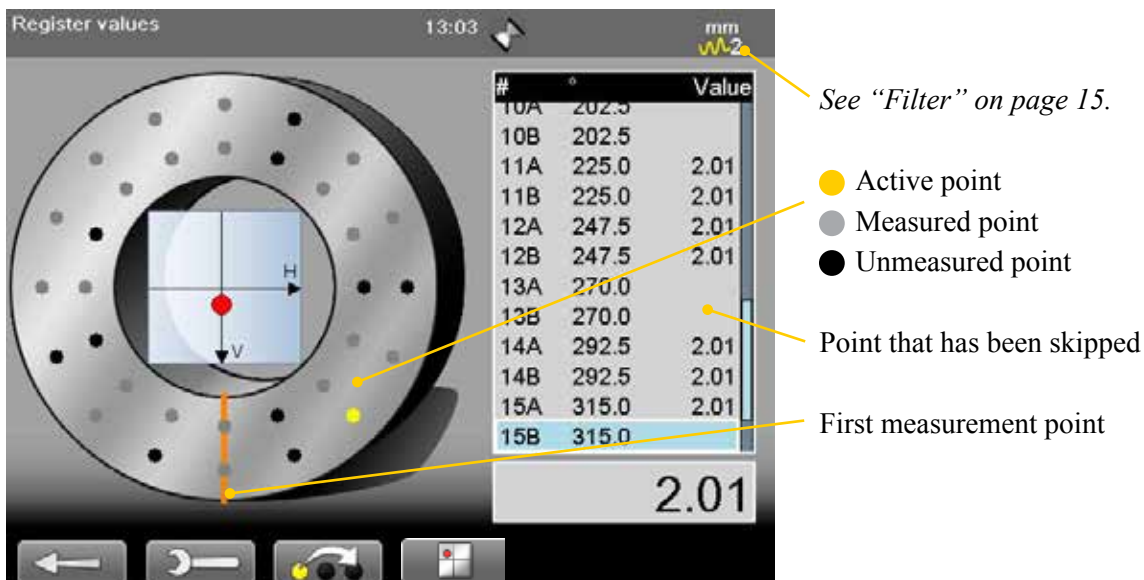 Register values 13:03 mm
2
# ° Value
10A 202.5
10B 202.5
11A 225.0 2.01
11B 225.0 2.01
12A 247.5 2.01
12B 247.5 2.01
13A 270.0
13B 270.0
14A 292.5 2.01
14B 292.5 2.01
15A 315.0 2.01
15B 315.0
2.01
H
V
See “Filter” on page 15.
Active point
Measured point
Unmeasured point
Point that has been skipped
First measurement point